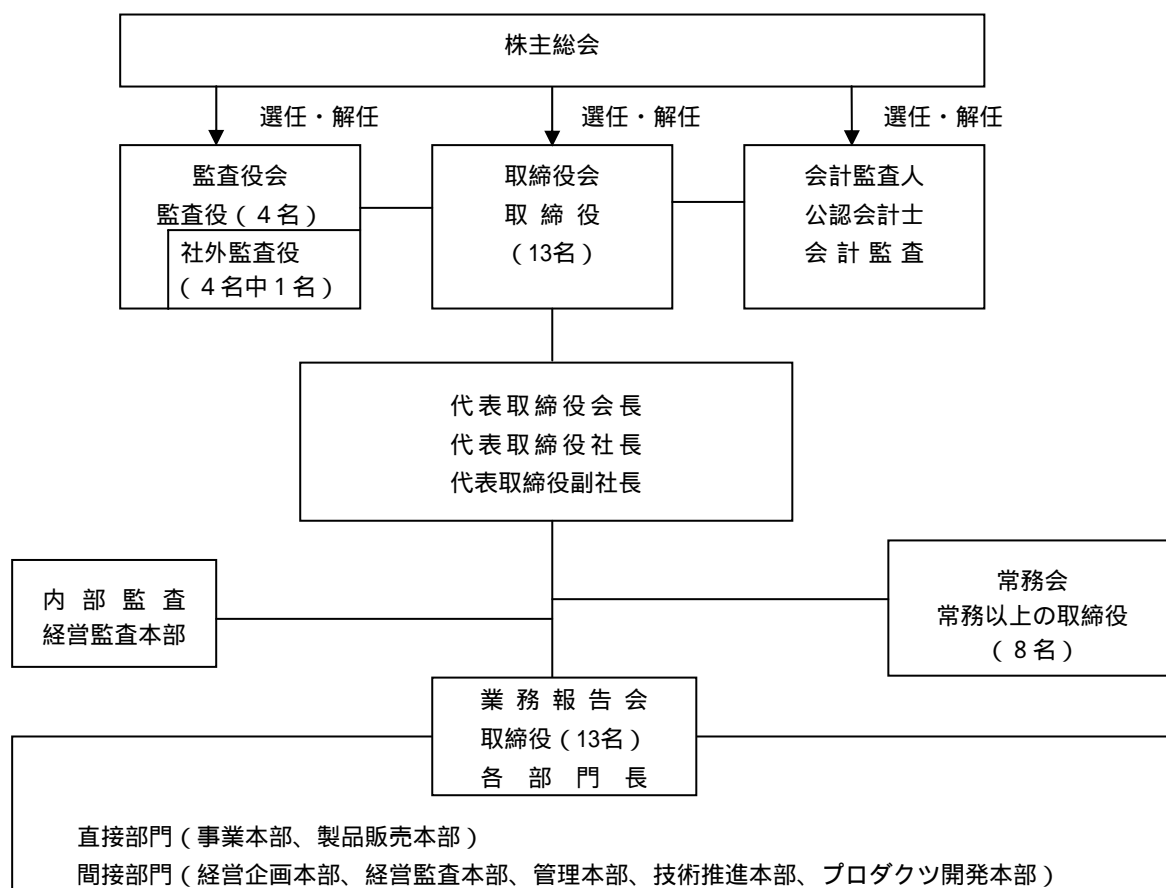 株主総会
選任・解任
選任・解任
選任・解任
監査役会
監査役(4名)
社外監査役
(4名中1名)
取締役会
取締役
(13名)
会計監査人
公認会計士
会計監査
代表取締役会長
代表取締役社長
代表取締役副社長
内部監査
経営監査本部
常務会
常務以上の取締役
(8名)
業務報告会
取締役(13名)
各部門長
直接部門(事業本部、製品販売本部)
間接部門(経営企画本部、経営監査本部、管理本部、技術推進本部、プロダクツ開発本部)